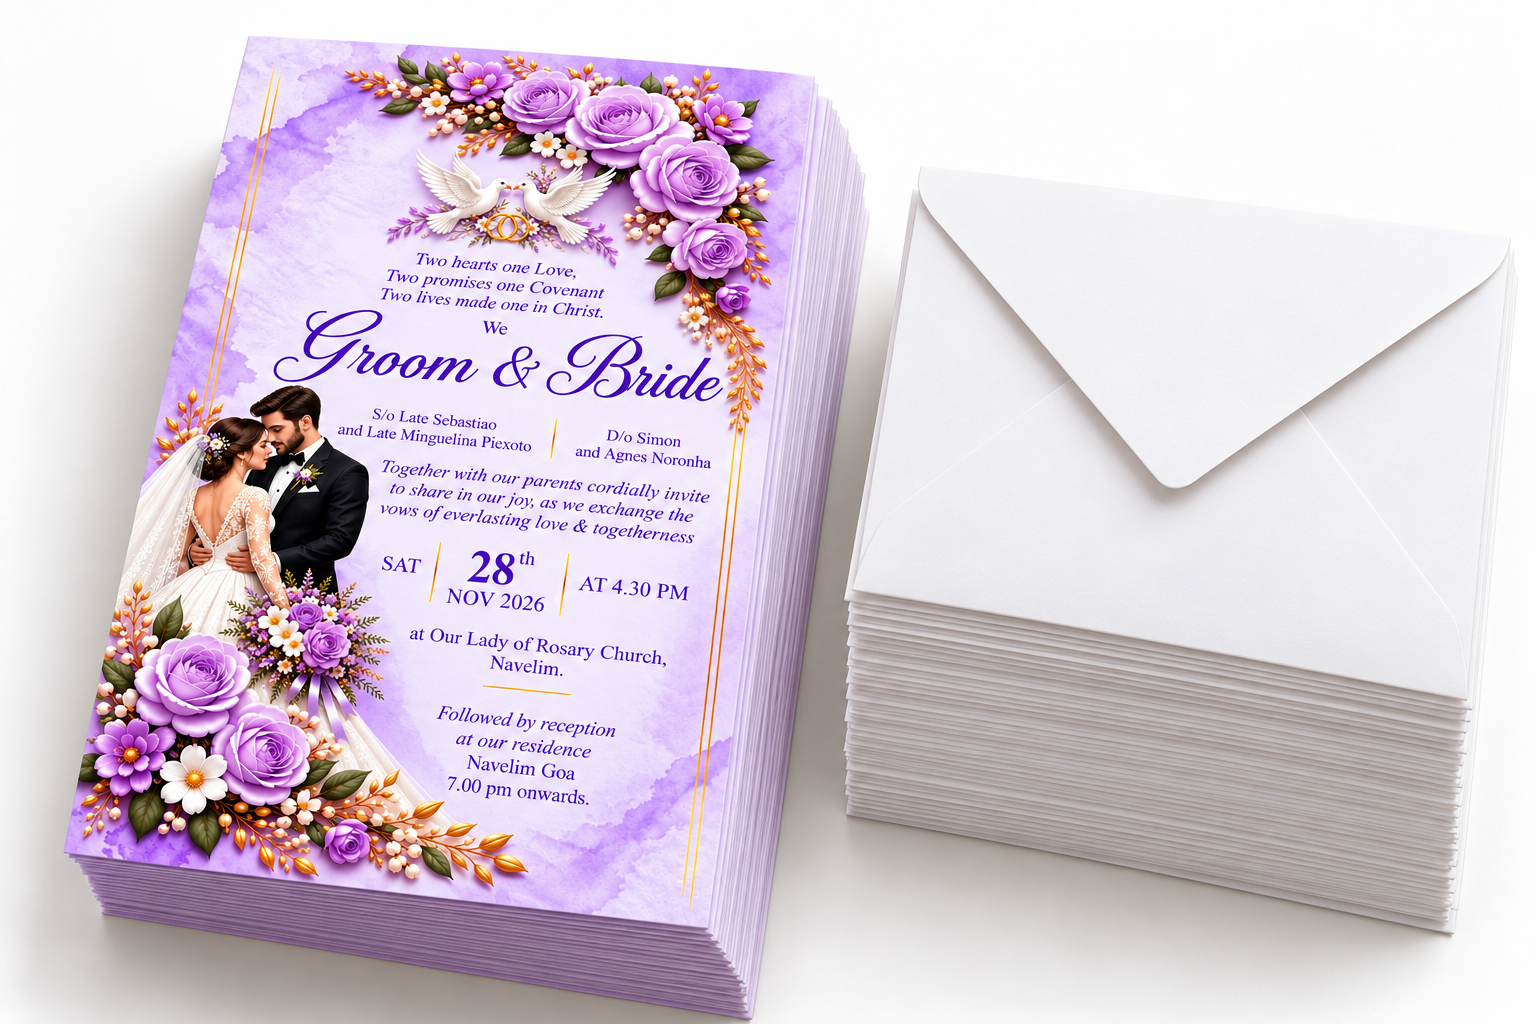 Two hearts one Love,
Two promises one Covenant
Two lives made one in Christ.
We
Groom & Bride
S/o Late Sebastiao
and Late Minguelina Piexoto
D/o Simon
and Agnes Noronha
Together with our parents cordially invite
to share in our joy, as we exchange the
vows of everlasting love & togetherness
SAT
28th
NOV 2026
AT 4.30 PM
at Our Lady of Rosary Church,
Navelim.
Followed by reception
at our residence
Navelim Goa
7.00 pm onwards.